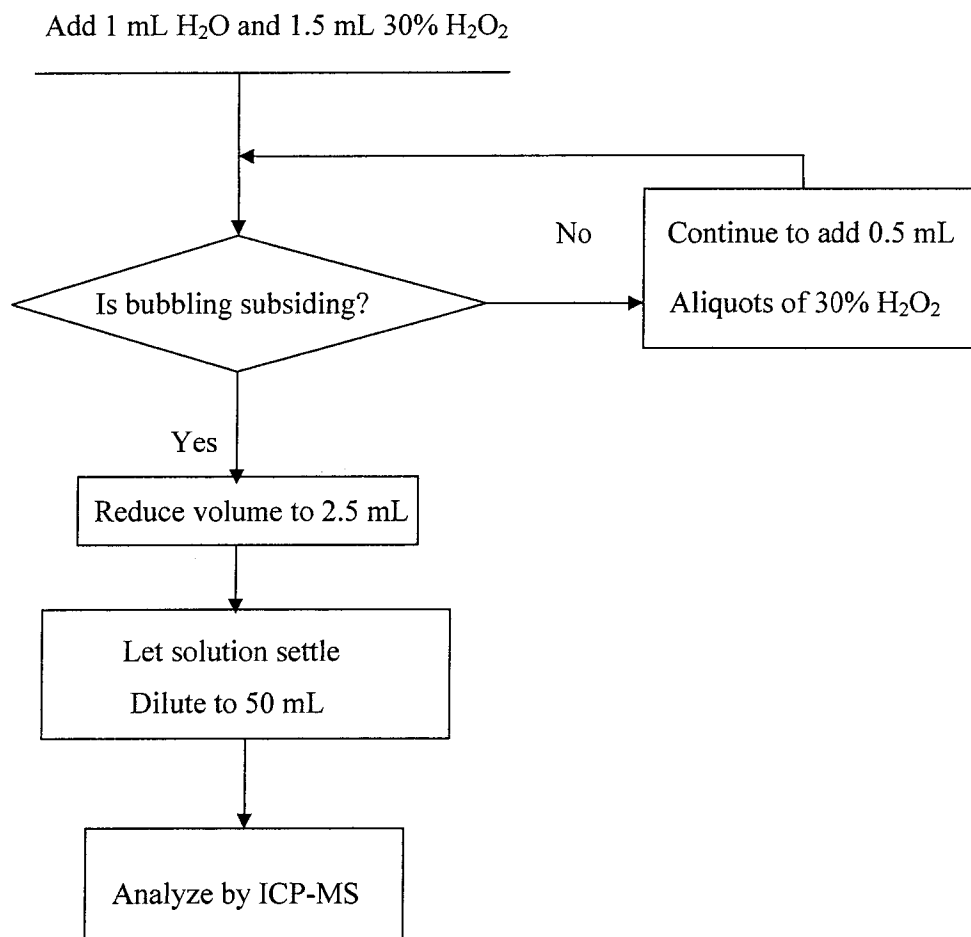 Add 1 mL H₂O and 1.5 mL 30% H₂O₂
No
Continue to add 0.5 mL
Aliquots of 30% H₂O₂
Is bubbling subsiding?
Yes
Reduce volume to 2.5 mL
Let solution settle
Dilute to 50 mL
Analyze by ICP-MS